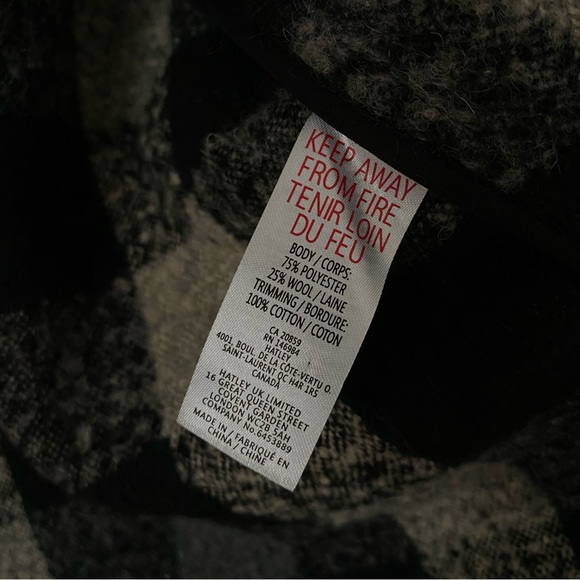 KEEP AWAY
FROM FIRE
TENIR LOIN
DU FEU
BODY / CORPS:
75% POLYESTER
25% WOOL / LAINE
TRIMMING / BORDURE:
100% COTTON / COTON
CA 20859
RN 146984
HATLEY
4001, BOUL. DE LA CÔTE-VERTU O.
SAINT-LAURENT QC H4R 1R5
CANADA
HATLEY UK LIMITED
16 GREAT QUEEN STREET
COVENT GARDEN
LONDON WC2B 5AH
COMPANY No.6453889
MADE IN / FABRIQUÉ EN
CHINA / CHINE